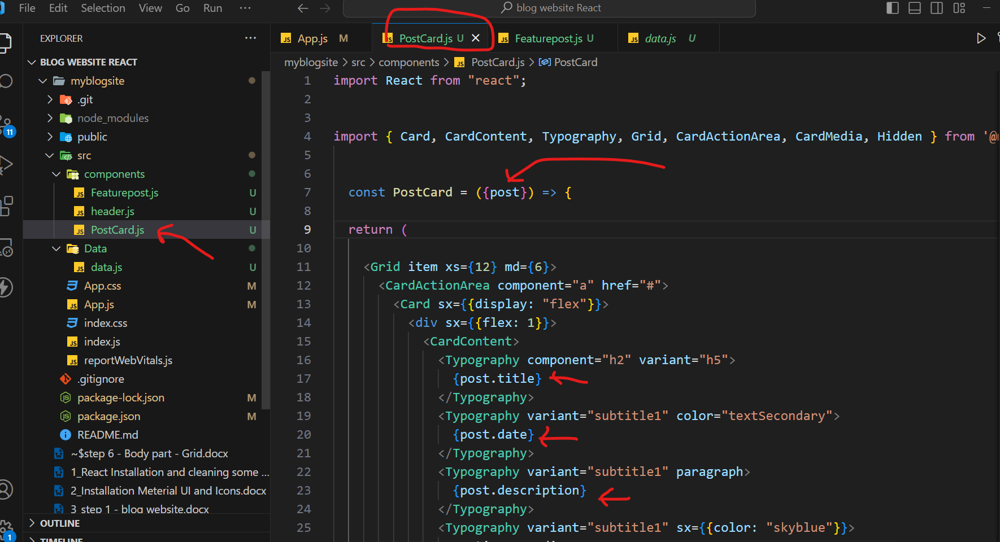 File Edit Selection View Go Run ··· blog website React
EXPLORER ···
BLOG WEBSITE REACT
myblogsite
.git
node_modules
11
public
src
components
Featurepost.js U
header.js U
PostCard.js U
Data
data.js U
App.css M
App.js M
index.css
index.js
reportWebVitals.js
.gitignore
package-lock.json M
package.json M
README.md
~$step 6 - Body part - Grid.docx
1_React Installation and cleaning some ...
2_Installation Meterial UI and Icons.docx
3 step 1 - blog website.docx
OUTLINE
1
TIMELINE
JS App.js M JS PostCard.js U × JS Featurepost.js U JS data.js U
myblogsite > src > components > JS PostCard.js > PostCard
1 import React from "react";
2
3
4 import { Card, CardContent, Typography, Grid, CardActionArea, CardMedia, Hidden } from '@
5
6
7 const PostCard = ({post}) => {
8
9 return (
10
11 <Grid item xs={12} md={6}>
12 <CardActionArea component="a" href="#">
13 <Card sx={{display: "flex"}}>
14 <div sx={{flex: 1}}>
15 <CardContent>
16 <Typography component="h2" variant="h5">
17 {post.title}
18 </Typography>
19 <Typography variant="subtitle1" color="textSecondary">
20 {post.date}
21 </Typography>
22 <Typography variant="subtitle1" paragraph>
23 {post.description}
24 </Typography>
25 <Typography variant="subtitle1" sx={{color: "skyblue"}}>